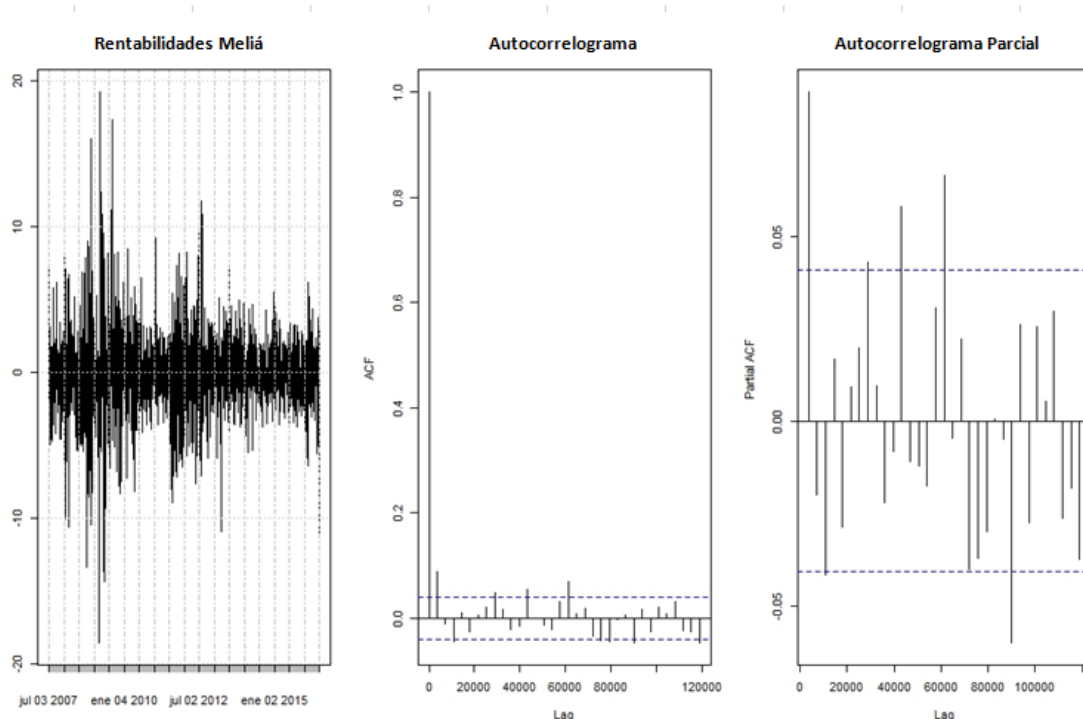 Rentabilidades Meliá
20
10
0
-10
-20
jul 03 2007
ene 04 2010
jul 02 2012
ene 02 2015
Autocorrelograma
ACF
1.0
0.8
0.6
0.4
0.2
0.0
0
20000
40000
60000
80000
120000
Lag
Autocorrelograma Parcial
Partial ACF
0.05
0.00
-0.05
0
20000
40000
60000
80000
100000
Lag